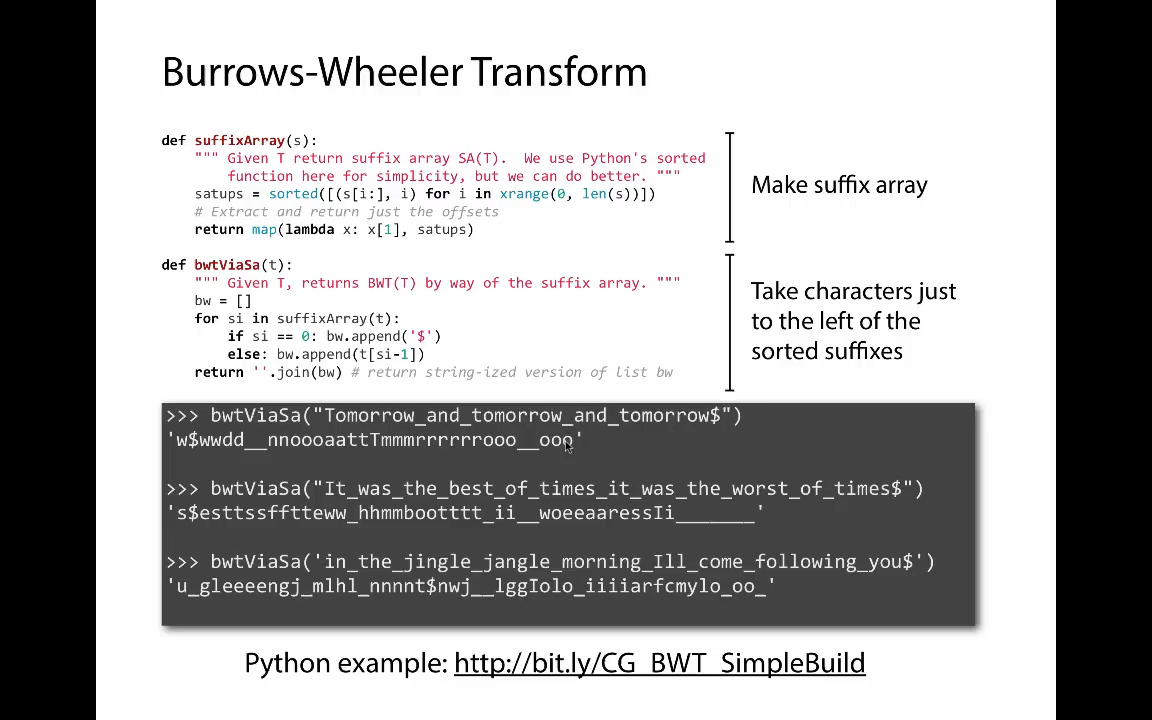 Burrows-Wheeler Transform
def suffixArray(s):
""" Given T return suffix array SA(T).  We use Python's sorted
function here for simplicity, but we can do better. """
satups = sorted([(s[i:], i) for i in xrange(0, len(s))])
# Extract and return just the offsets
return map(lambda x: x[1], satups)
Make suffix array
def bwtViaSa(t):
""" Given T, returns BWT(T) by way of the suffix array. """
bw = []
for si in suffixArray(t):
if si == 0: bw.append('$')
else: bw.append(t[si-1])
return ''.join(bw) # return string-ized version of list bw
Take characters just
to the left of the
sorted suffixes
>>> bwtViaSa("Tomorrow_and_tomorrow_and_tomorrow$")
'w$wwdd__nnoooaattTmmmrrrrrrooo__ooo'
>>> bwtViaSa("It_was_the_best_of_times_it_was_the_worst_of_times$")
's$esttssfftteww_hhmmbootttt_ii__woeeaaressIi_______'
>>> bwtViaSa('in_the_jingle_jangle_morning_Ill_come_following_you$')
'u_gleeeengj_mlhl_nnnnt$nwj__lggIolo_iiiiarfcmylo_oo_'
Python example: http://bit.ly/CG_BWT_SimpleBuild